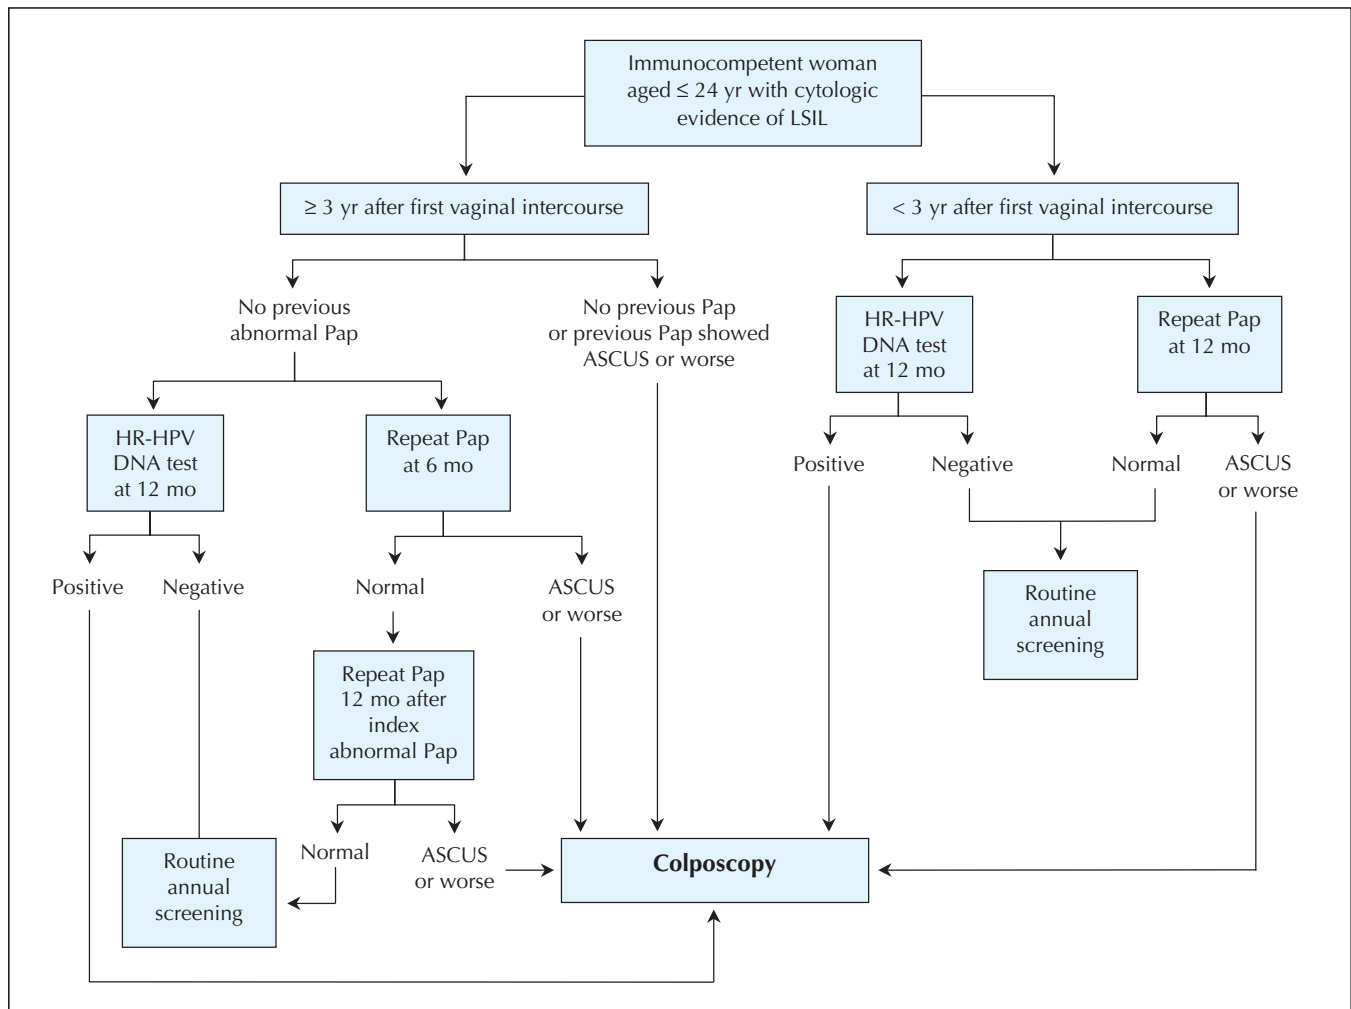 Immunocompetent woman
aged ≤ 24 yr with cytologic
evidence of LSIL
≥ 3 yr after first vaginal intercourse
< 3 yr after first vaginal intercourse
No previous
abnormal Pap
No previous Pap
or previous Pap showed
ASCUS or worse
HR-HPV
DNA test
at 12 mo
Repeat Pap
at 12 mo
HR-HPV
DNA test
at 12 mo
Repeat Pap
at 6 mo
Positive
Negative
Normal
ASCUS
or worse
Positive
Negative
Normal
ASCUS
or worse
Routine
annual
screening
Repeat Pap
12 mo after
index
abnormal Pap
Normal
ASCUS
or worse
Routine
annual
screening
Colposcopy